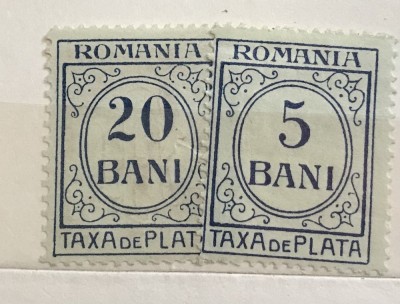 ROMANIA
20
BANI
TAXA DE PLATA
ROMANIA
5
BANI
TAXA DE PLATA